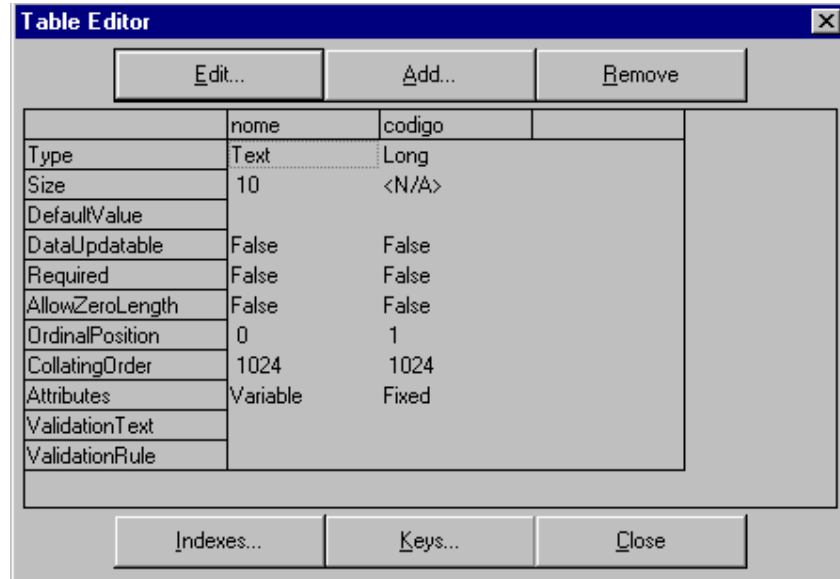 Table Editor
Edit... Add... Remove
nome codigo
Type Text Long
Size 10 <N/A>
DefaultValue
DataUpdatable False False
Required False False
AllowZeroLength False False
OrdinalPosition 0 1
CollatingOrder 1024 1024
Attributes Variable Fixed
ValidationText
ValidationRule
Indexes... Keys... Close